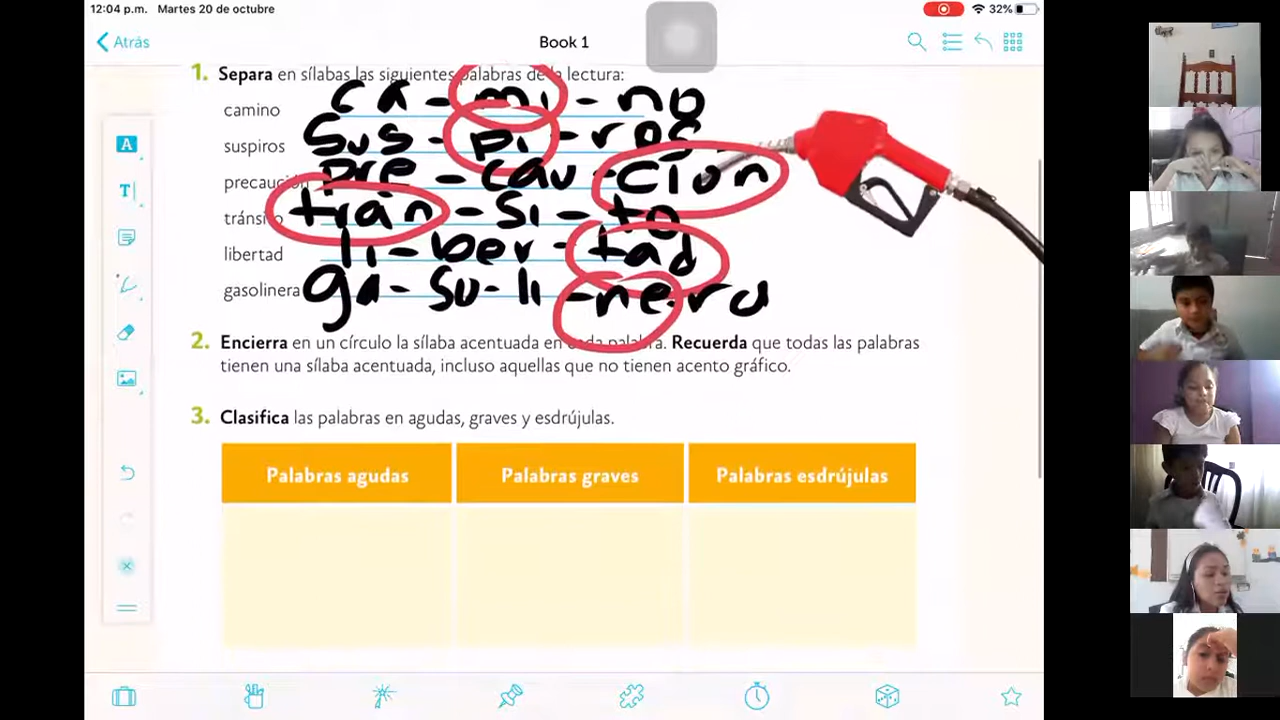 12:04 p.m. Martes 20 de octubre
32%
Atrás
Book 1
1. Separa en sílabas las siguientes palabras de la lectura:
camino ca-mi-no
suspiros Sus-pi-ros
precaución pre-cau-cion
tránsito trán-si-to
libertad li-ber-tad
gasolinera ga-so-li-nera
2. Encierra en un círculo la sílaba acentuada en cada palabra. Recuerda que todas las palabras
tienen una sílaba acentuada, incluso aquellas que no tienen acento gráfico.
3. Clasifica las palabras en agudas, graves y esdrújulas.
Palabras agudas Palabras graves Palabras esdrújulas